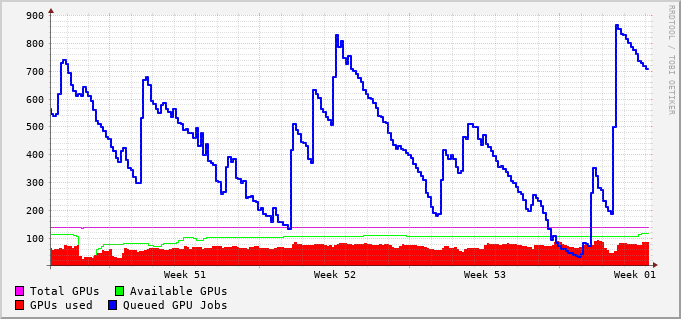 900
800
700
600
500
400
300
200
100
Week 51 Week 52 Week 53 Week 01
RRDTOOL / TOBI OETIKER
Total GPUs Available GPUs
GPUs used Queued GPU Jobs